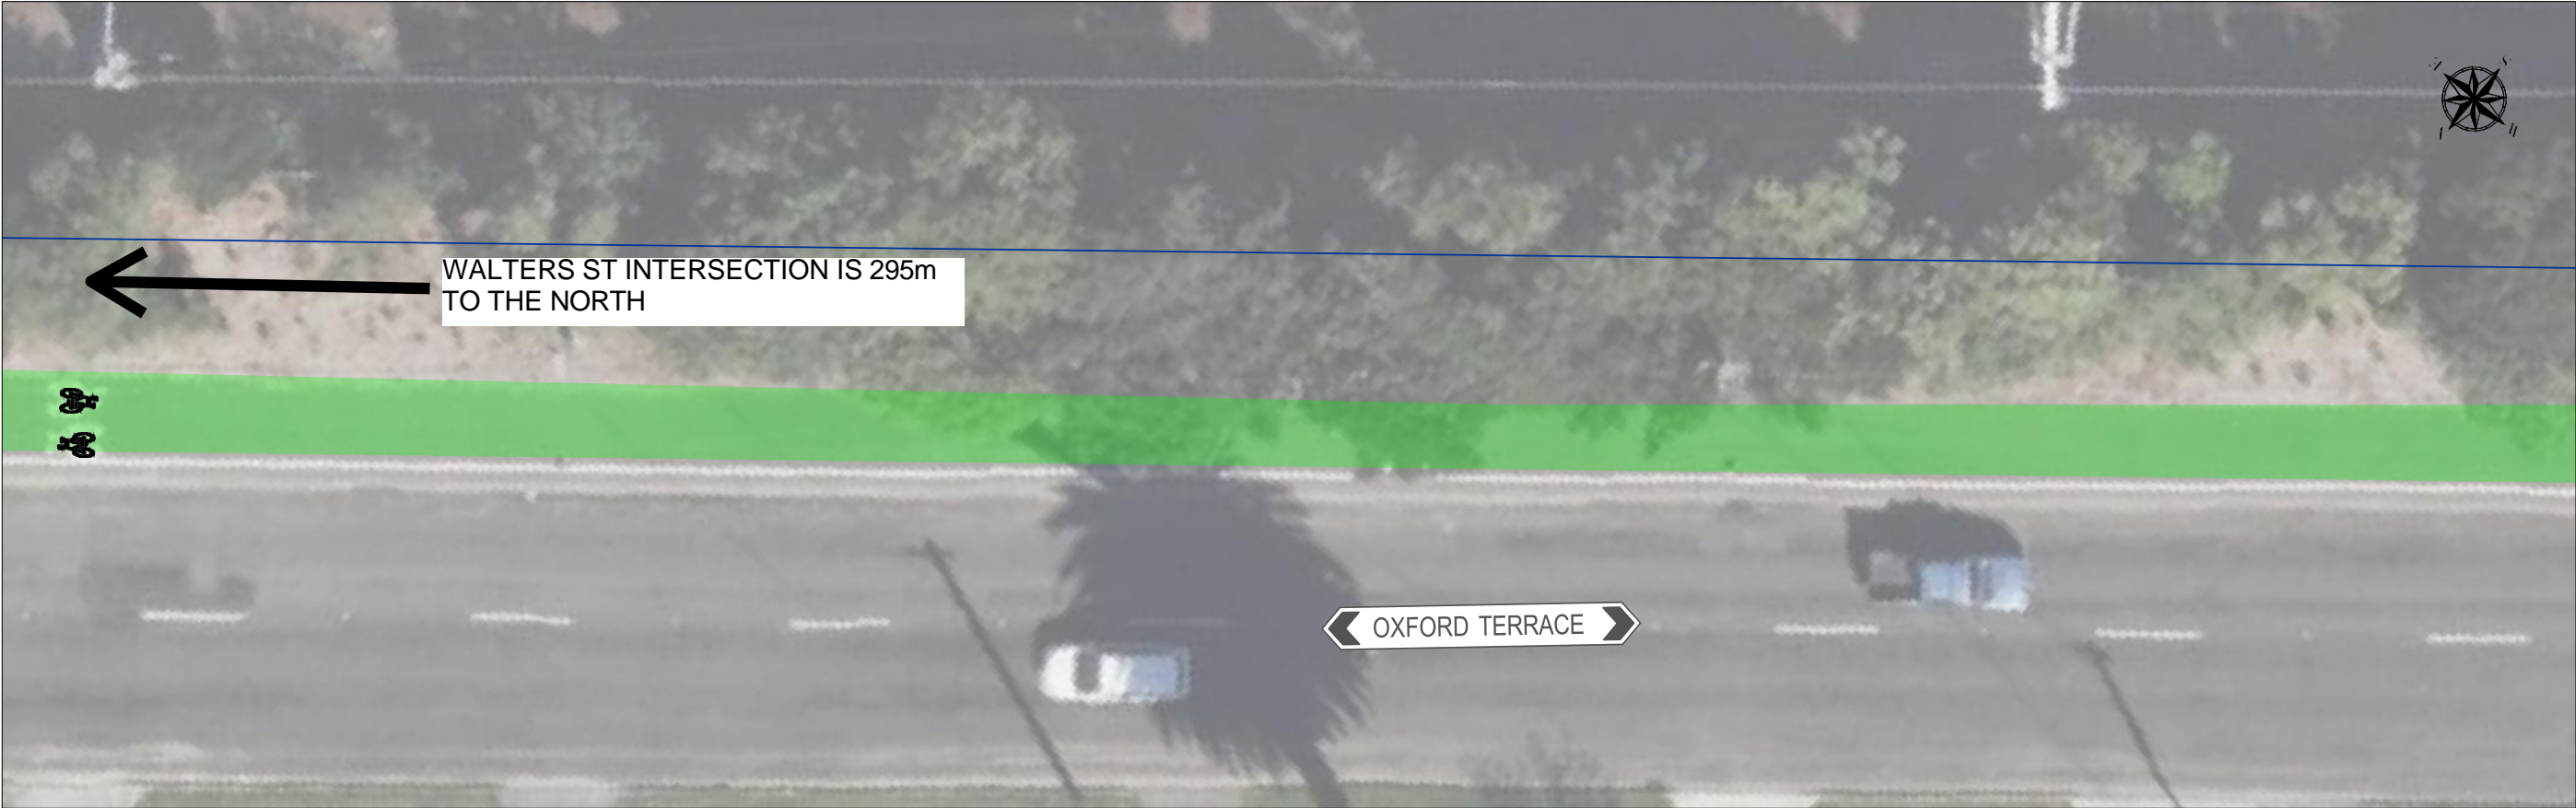 WALTERS ST INTERSECTION IS 295m
TO THE NORTH
OXFORD TERRACE